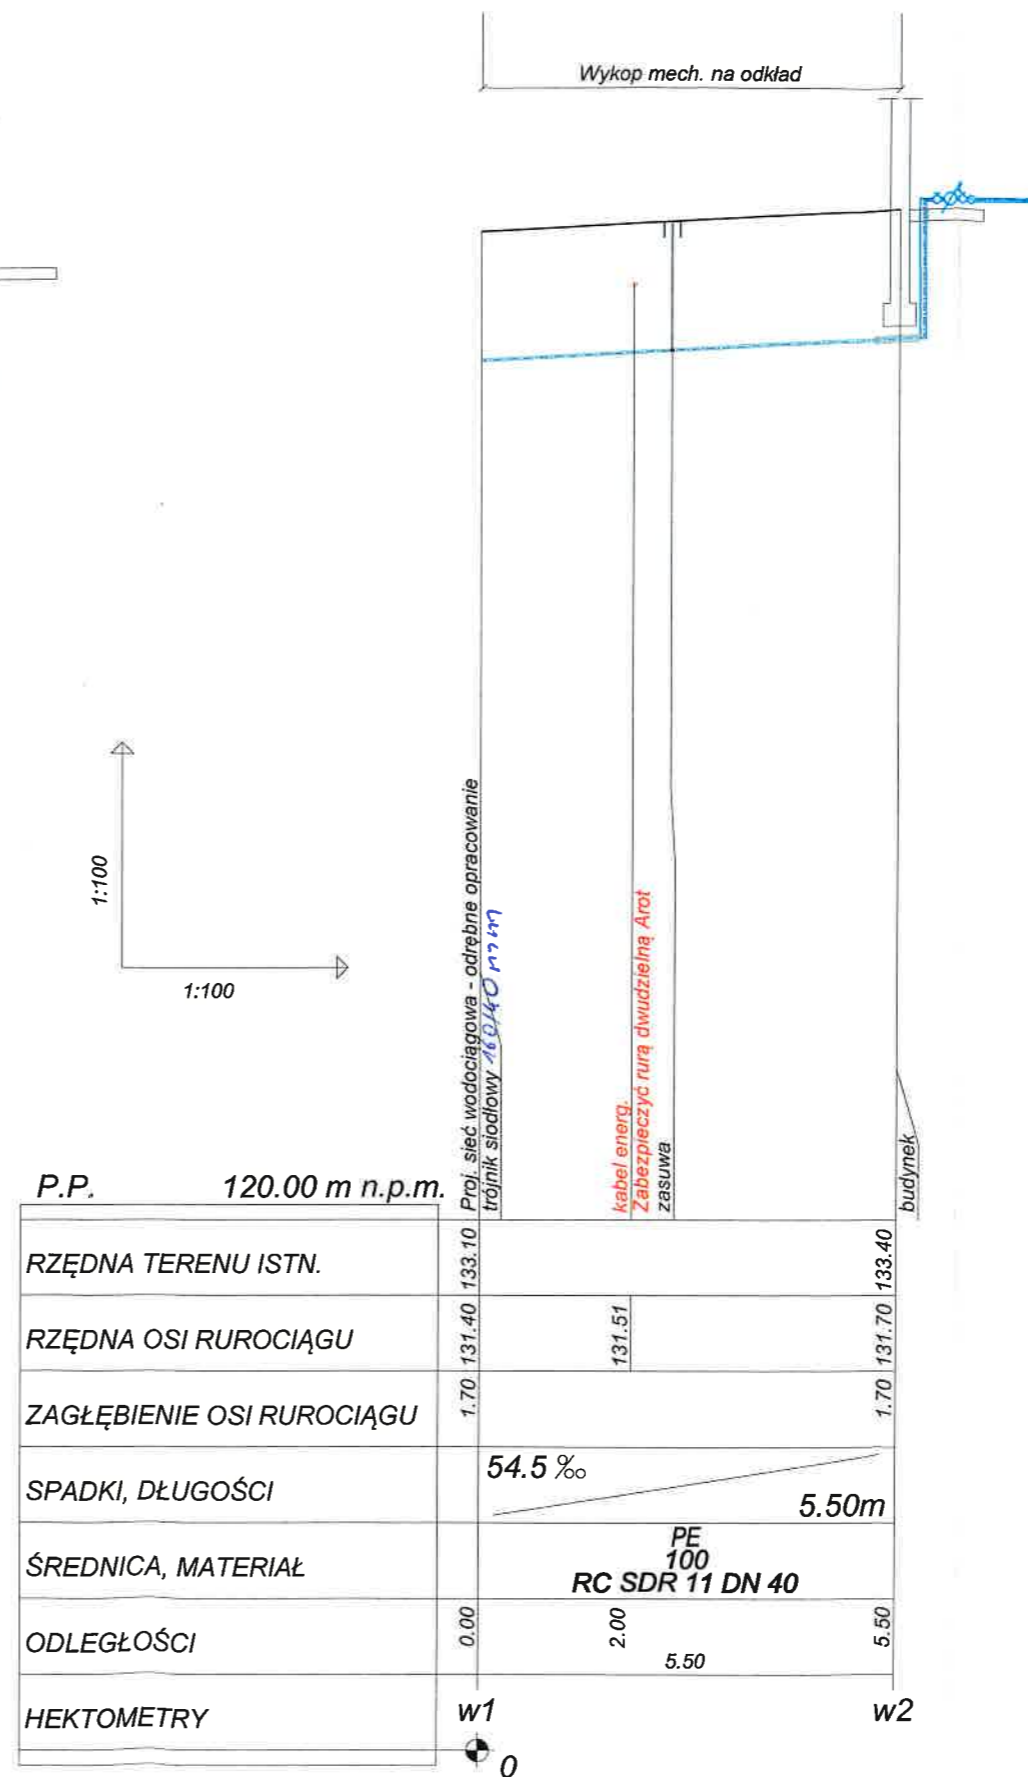 Wykop mech. na odkład
1:100
1:100
Proj. sieć wodociągowa - odrębne opracowanie
trójnik siodłowy 160/40 mm
kabel energ.
Zabezpieczyć rurą dwudzielną Arot
zasuwa
budynek
P.P. 120.00 m n.p.m.
RZĘDNA TERENU ISTN. 133.10 133.40
RZĘDNA OSI RUROCIĄGU 131.40 131.51 131.70
ZAGŁĘBIENIE OSI RUROCIĄGU 1.70 1.70
SPADKI, DŁUGOŚCI 54.5 ‰ 5.50m
ŚREDNICA, MATERIAŁ PE
100
RC SDR 11 DN 40
ODLEGŁOŚCI 0.00 2.00 5.50
5.50
HEKTOMETRY w1 w2
0